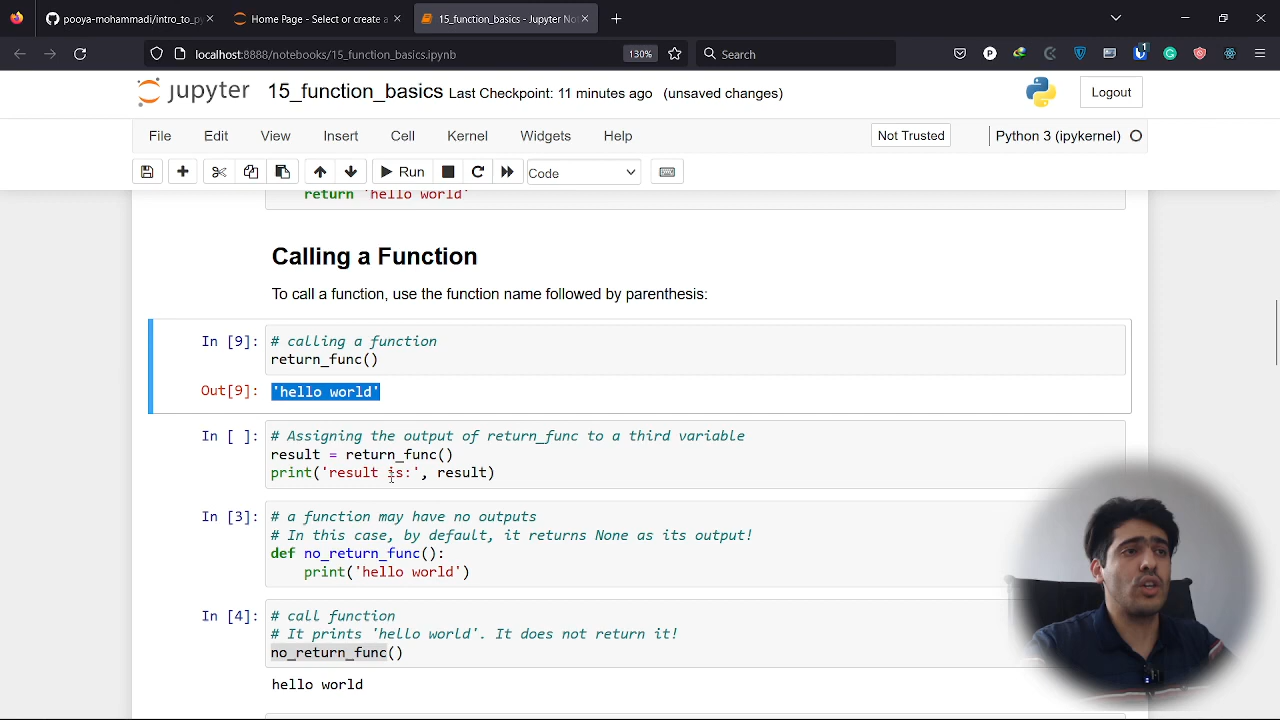 pooya-mohammadi/intro_to_py
Home Page - Select or create a
15_function_basics - Jupyter No
localhost:8888/notebooks/15_function_basics.ipynb
130%
Search
jupyter 15_function_basics Last Checkpoint: 11 minutes ago (unsaved changes)
Logout
File Edit View Insert Cell Kernel Widgets Help
Not Trusted
Python 3 (ipykernel)
Run
Code
return 'hello world'
Calling a Function
To call a function, use the function name followed by parenthesis:
In [9]: # calling a function
return_func()
Out[9]: 'hello world'
In [ ]: # Assigning the output of return_func to a third variable
result = return_func()
print('result is:', result)
In [3]: # a function may have no outputs
# In this case, by default, it returns None as its output!
def no_return_func():
print('hello world')
In [4]: # call function
# It prints 'hello world'. It does not return it!
no_return_func()
hello world